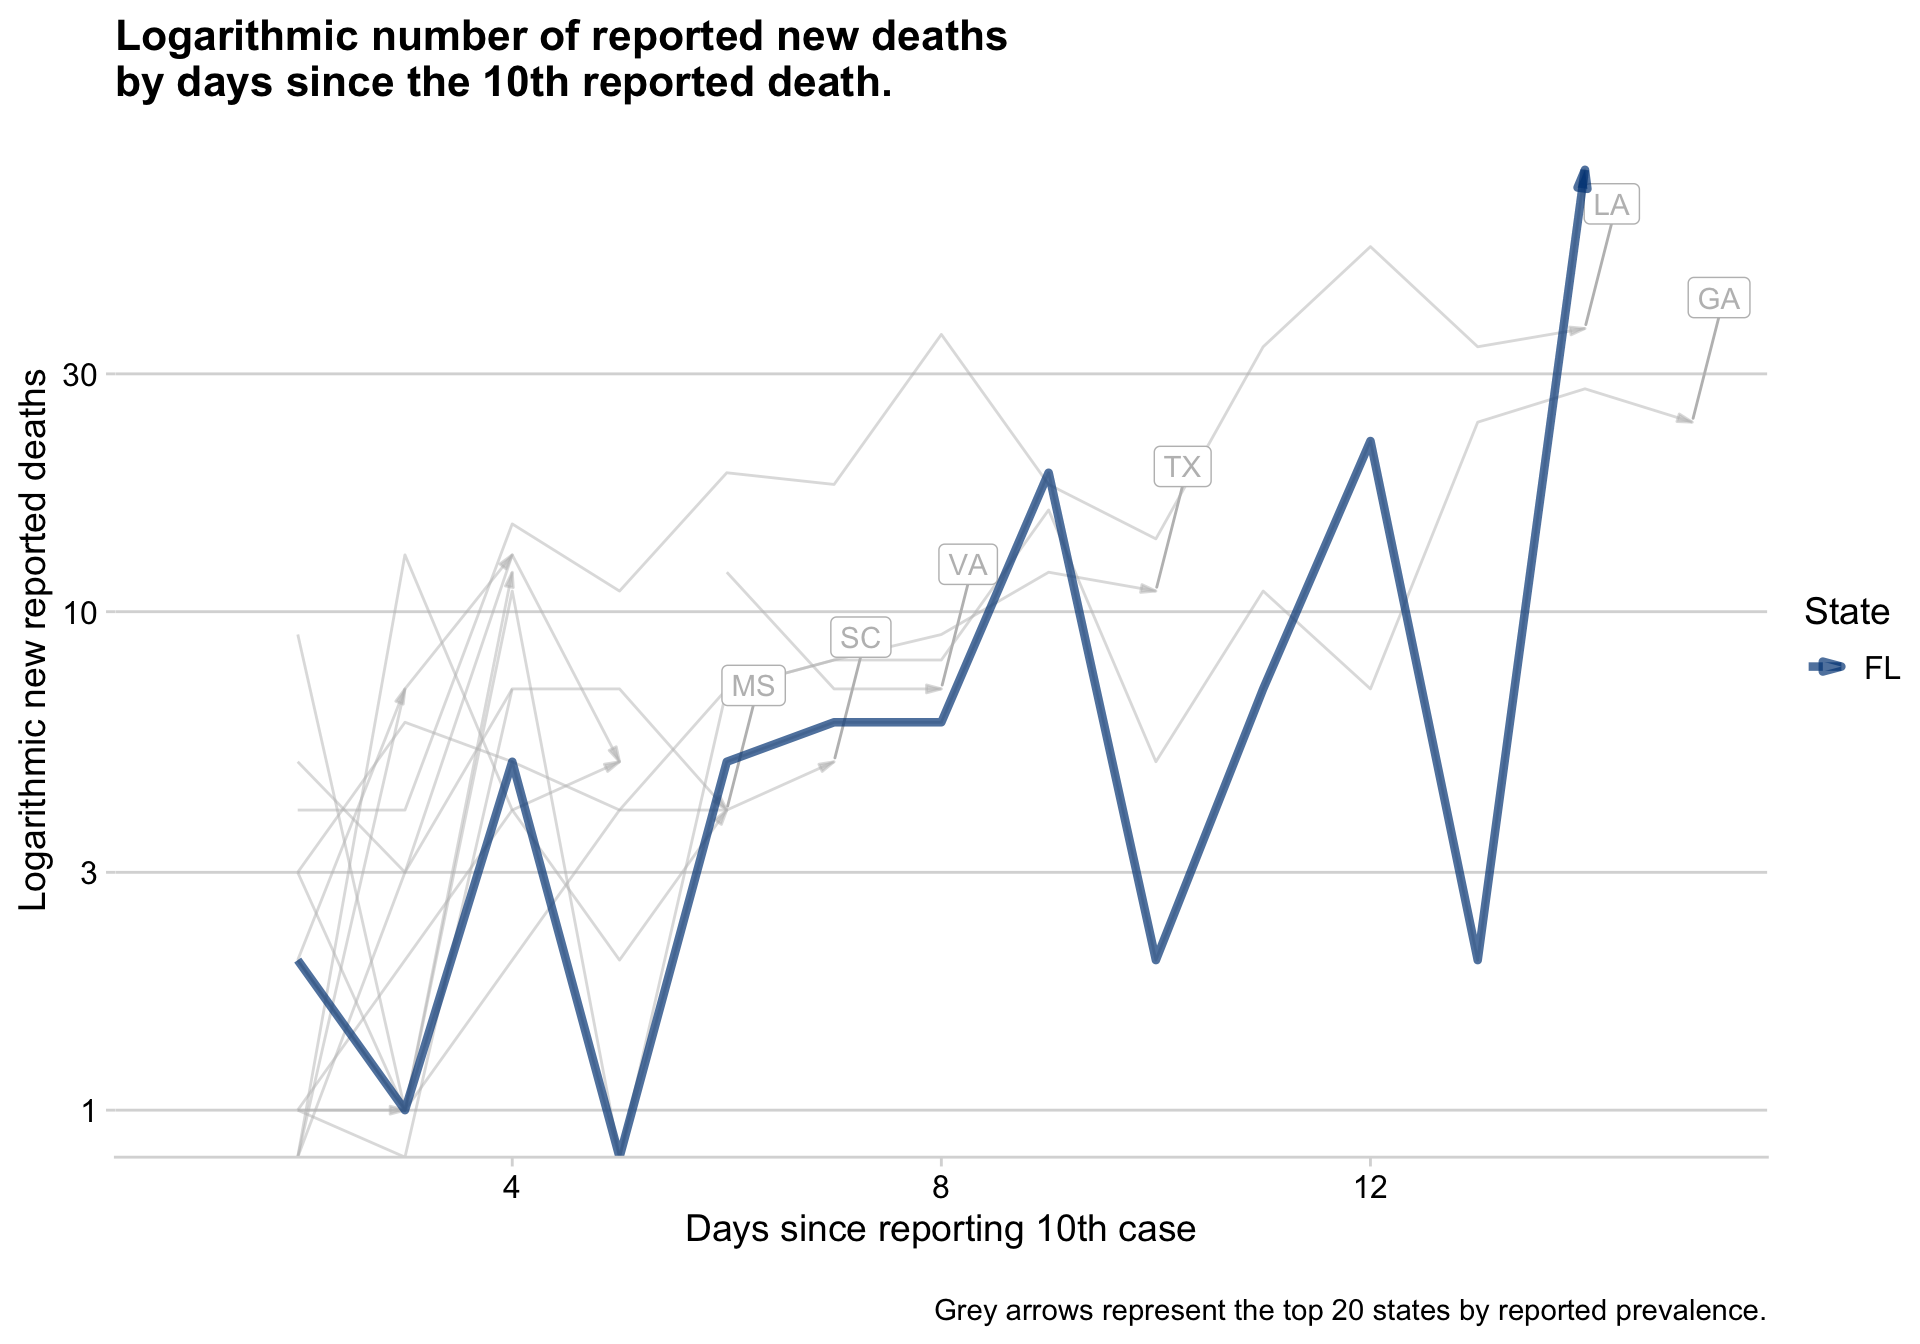 Logarithmic number of reported new deaths
by days since the 10th reported death.
Logarithmic new reported deaths
30
10
3
1
LA
GA
TX
VA
SC
MS
State
FL
4
8
12
Days since reporting 10th case
Grey arrows represent the top 20 states by reported prevalence.